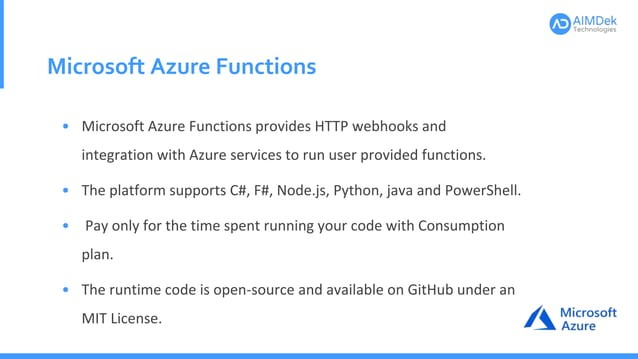 AIMDek
Technologies
Microsoft Azure Functions
• Microsoft Azure Functions provides HTTP webhooks and
integration with Azure services to run user provided functions.
• The platform supports C#, F#, Node.js, Python, java and PowerShell.
• Pay only for the time spent running your code with Consumption
plan.
• The runtime code is open-source and available on GitHub under an
MIT License.
Microsoft
Azure